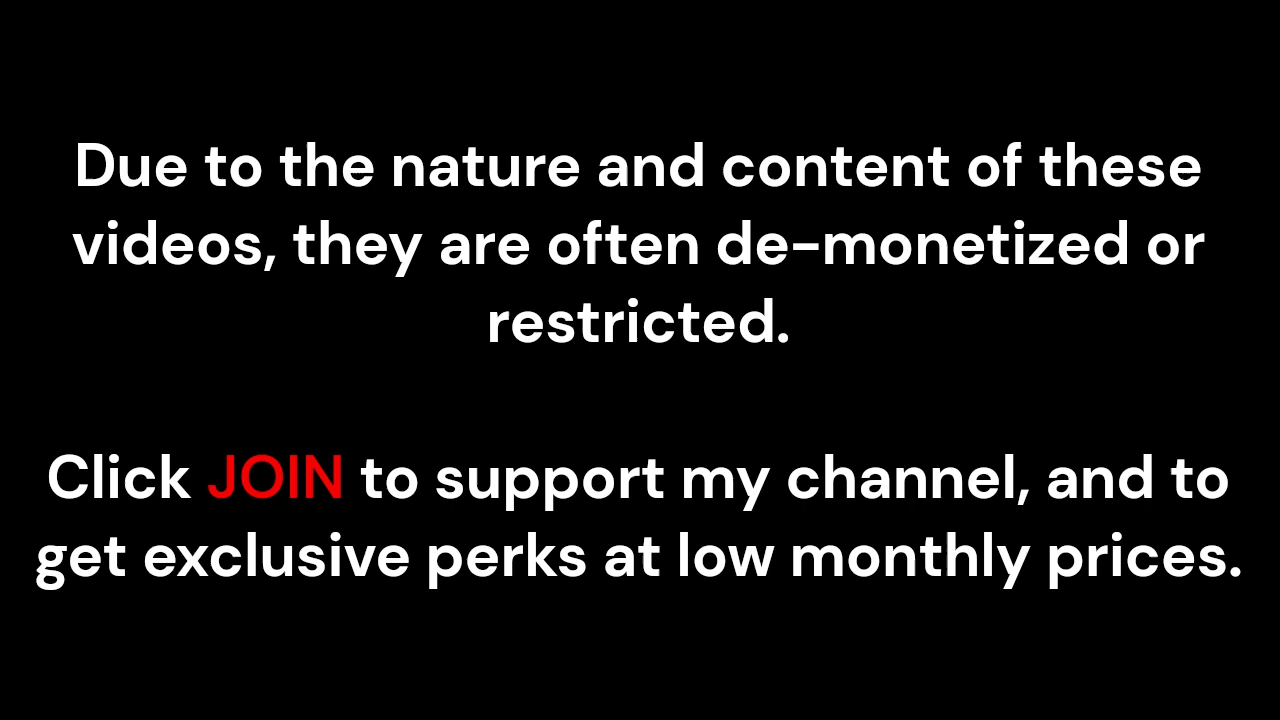 Due to the nature and content of these
videos, they are often de-monetized or
restricted.
Click JOIN to support my channel, and to
get exclusive perks at low monthly prices.